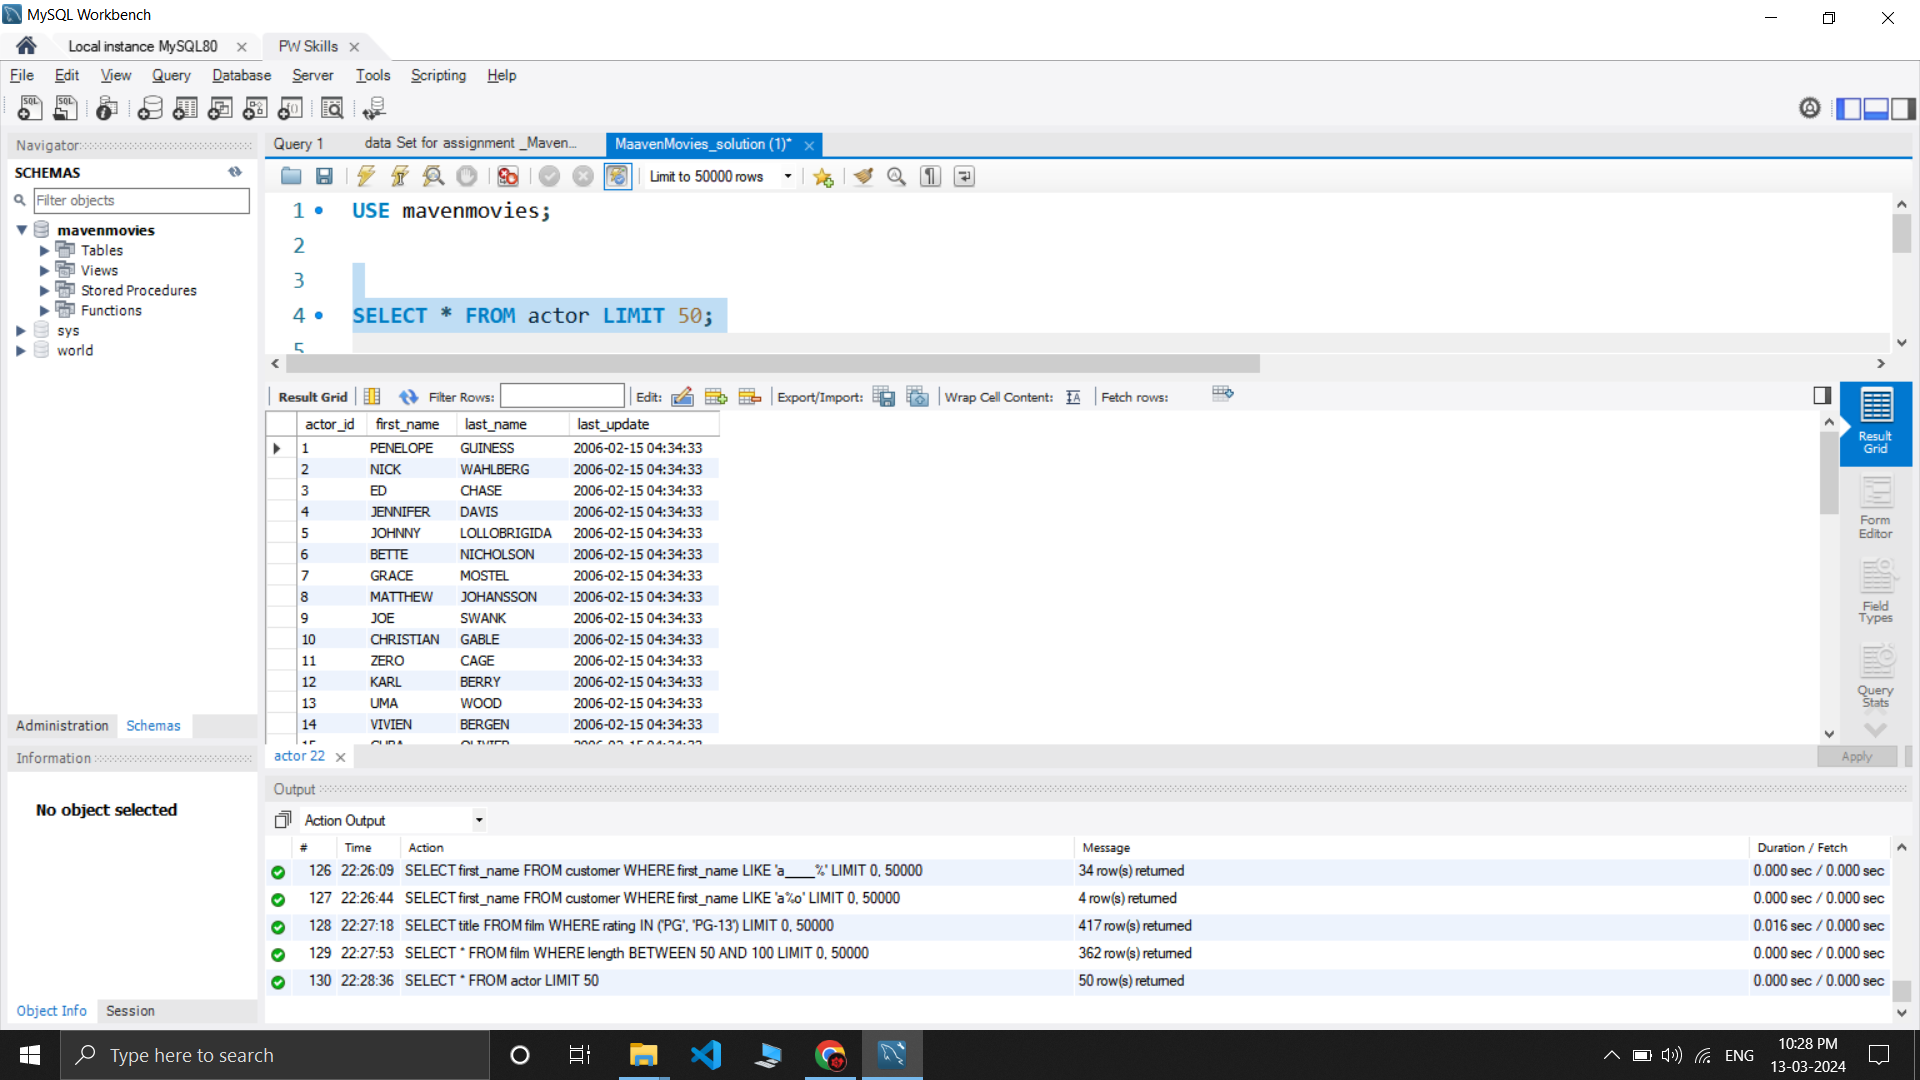 MySQL Workbench
Local instance MySQL80
PW Skills
File Edit View Query Database Server Tools Scripting Help
Navigator
SCHEMAS
Filter objects
mavenmovies
Tables
Views
Stored Procedures
Functions
sys
world
Administration Schemas
Information
No object selected
Object Info Session
Query 1
data Set for assignment _Maven...
MaavenMovies_solution (1)*
Limit to 50000 rows
1 USE mavenmovies;
2
3
4 SELECT * FROM actor LIMIT 50;
5
Result Grid Filter Rows: Edit: Export/Import: Wrap Cell Content: Fetch rows:
actor_id first_name last_name last_update
1 PENELOPE GUINESS 2006-02-15 04:34:33
2 NICK WAHLBERG 2006-02-15 04:34:33
3 ED CHASE 2006-02-15 04:34:33
4 JENNIFER DAVIS 2006-02-15 04:34:33
5 JOHNNY LOLLOBRIGIDA 2006-02-15 04:34:33
6 BETTE NICHOLSON 2006-02-15 04:34:33
7 GRACE MOSTEL 2006-02-15 04:34:33
8 MATTHEW JOHANSSON 2006-02-15 04:34:33
9 JOE SWANK 2006-02-15 04:34:33
10 CHRISTIAN GABLE 2006-02-15 04:34:33
11 ZERO CAGE 2006-02-15 04:34:33
12 KARL BERRY 2006-02-15 04:34:33
13 UMA WOOD 2006-02-15 04:34:33
14 VIVIEN BERGEN 2006-02-15 04:34:33
Result
Grid
Form
Editor
Field
Types
Query
Stats
actor 22
Apply
Output
Action Output
# Time Action Message Duration / Fetch
126 22:26:09 SELECT first_name FROM customer WHERE first_name LIKE 'a____%' LIMIT 0, 50000 34 row(s) returned 0.000 sec / 0.000 sec
127 22:26:44 SELECT first_name FROM customer WHERE first_name LIKE 'a%o' LIMIT 0, 50000 4 row(s) returned 0.000 sec / 0.000 sec
128 22:27:18 SELECT title FROM film WHERE rating IN ('PG', 'PG-13') LIMIT 0, 50000 417 row(s) returned 0.016 sec / 0.000 sec
129 22:27:53 SELECT * FROM film WHERE length BETWEEN 50 AND 100 LIMIT 0, 50000 362 row(s) returned 0.000 sec / 0.000 sec
130 22:28:36 SELECT * FROM actor LIMIT 50 50 row(s) returned 0.000 sec / 0.000 sec
Type here to search
ENG
10:28 PM
13-03-2024